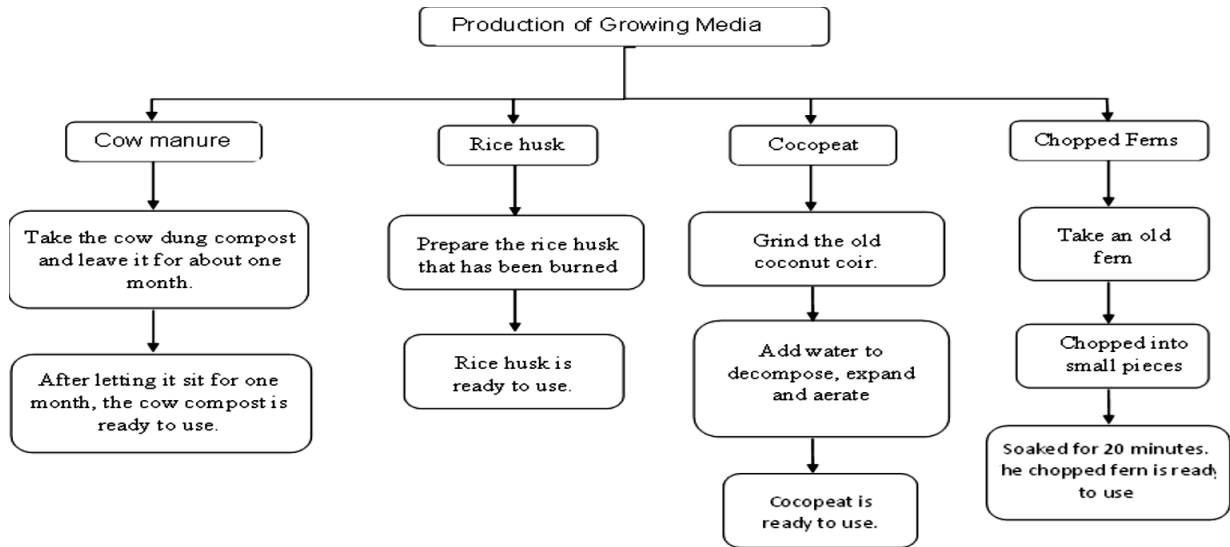 Production of Growing Media
Cow manure
Take the cow dung compost
and leave it for about one
month.
After letting it sit for one
month, the cow compost is
ready to use.
Rice husk
Prepare the rice husk
that has been burned
Rice husk is
ready to use.
Cocopeat
Grind the old
coconut coir.
Add water to
decompose, expand
and aerate
Cocopeat is
ready to use.
Chopped Ferns
Take an old
fern
Chopped into
small pieces
Soaked for 20 minutes.
he chopped fern is ready
to use